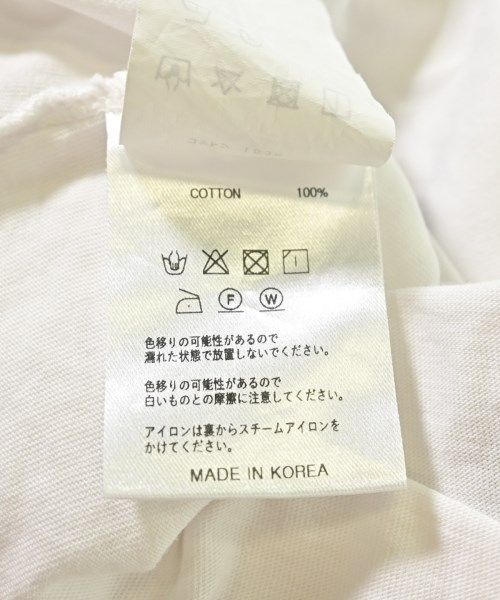 COTTON 100%
F W
色移りの可能性があるので
濡れた状態で放置しないでください。
色移りの可能性があるので
白いものとの摩擦に注意してください。
アイロンは裏からスチームアイロンを
かけてください。
MADE IN KOREA